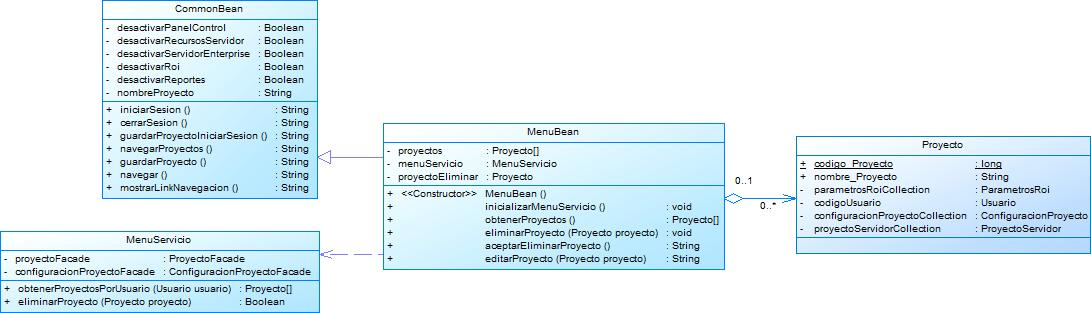 CommonBean
- desactivarPanelControl : Boolean
- desactivarRecursosServidor : Boolean
- desactivarServidorEnterprise : Boolean
- desactivarRoi : Boolean
- desactivarReportes : Boolean
- nombreProyecto : String
+ iniciarSesion () : String
+ cerrarSesion () : String
+ guardarProyectoIniciarSesion () : String
+ navegarProyectos () : String
+ guardarProyecto () : String
+ navegar () : String
+ mostrarLinkNavegacion () : String
MenuBean
- proyectos : Proyecto[]
- menuServicio : MenuServicio
- proyectoEliminar : Proyecto
+ <<Constructor>> MenuBean ()
+ inicializarMenuServicio () : void
+ obtenerProyectos () : Proyecto[]
+ eliminarProyecto (Proyecto proyecto) : void
+ aceptarEliminarProyecto () : String
+ editarProyecto (Proyecto proyecto) : String
0..1
0..*
Proyecto
+ codigo_Proyecto : long
+ nombre_Proyecto : String
- parametrosRoiCollection : ParametrosRoi
- codigoUsuario : Usuario
- configuracionProyectoCollection : ConfiguracionProyecto
- proyectoServidorCollection : ProyectoServidor
MenuServicio
- proyectoFacade : ProyectoFacade
- configuracionProyectoFacade : ConfiguracionProyectoFacade
+ obtenerProyectosPorUsuario (Usuario usuario) : Proyecto[]
+ eliminarProyecto (Proyecto proyecto) : Boolean